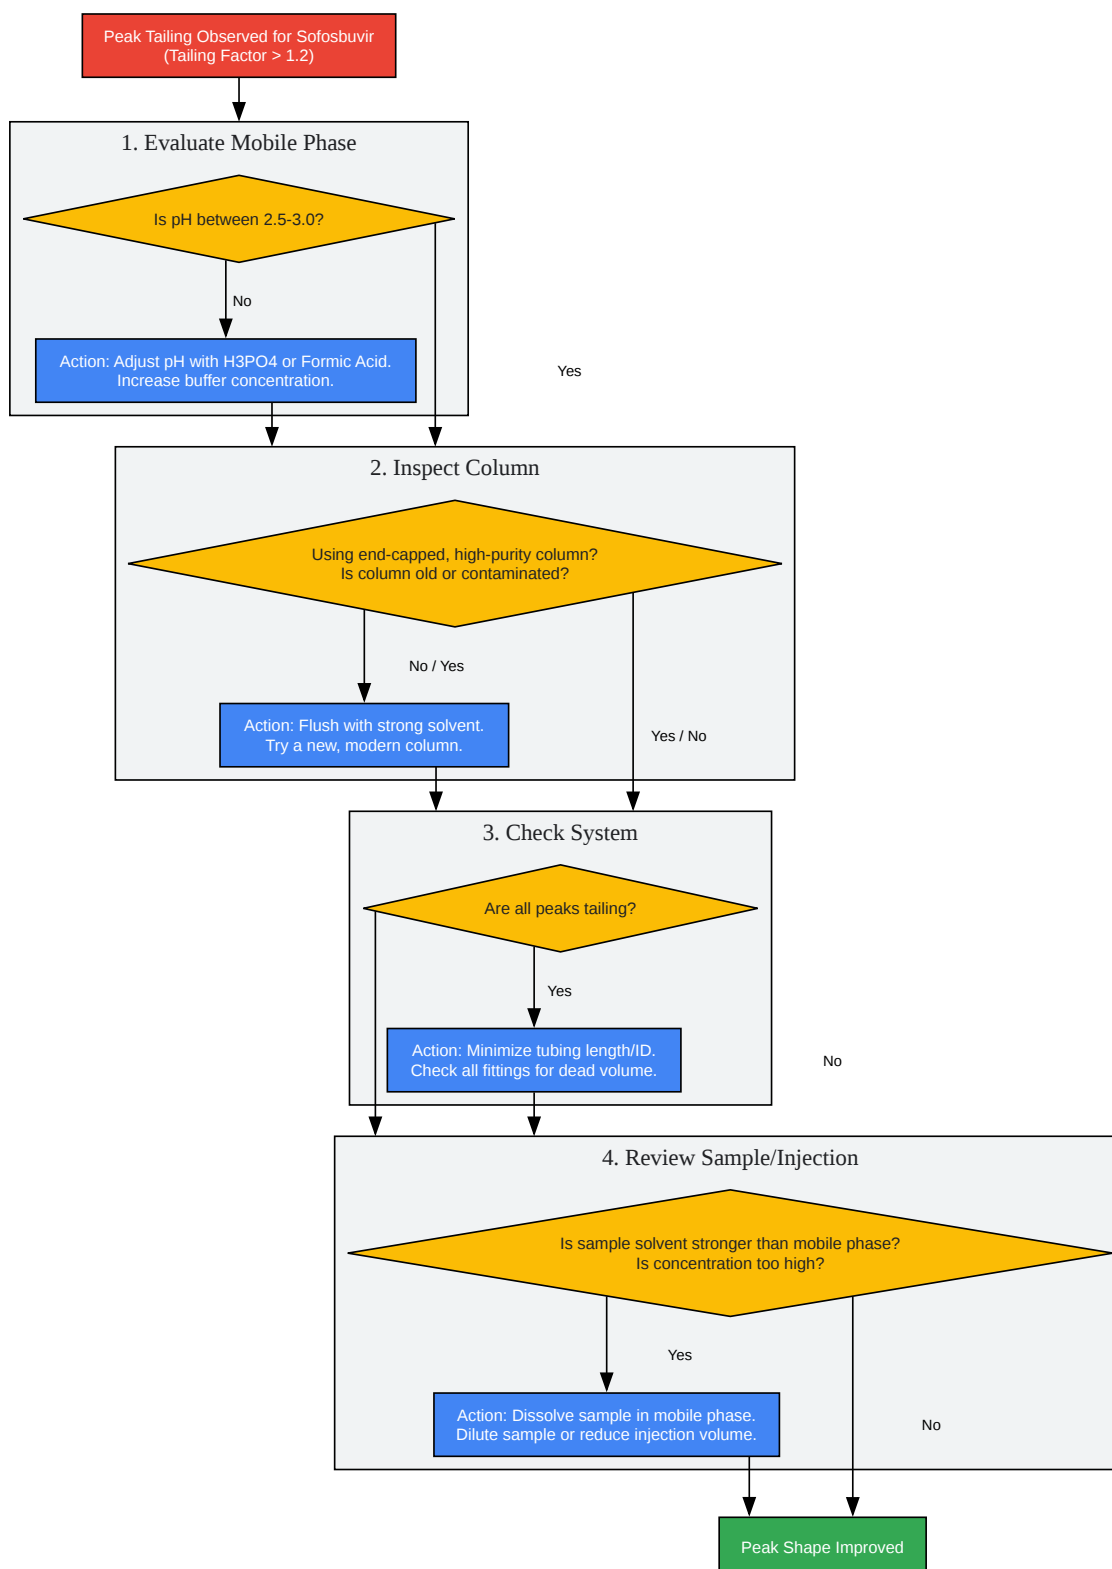 Peak Tailing Observed for Sofosbuvir
(Tailing Factor > 1.2)
1. Evaluate Mobile Phase
Is pH between 2.5-3.0?
No
Action: Adjust pH with H3PO4 or Formic Acid.
Increase buffer concentration.
Yes
2. Inspect Column
Using end-capped, high-purity column?
Is column old or contaminated?
No / Yes
Action: Flush with strong solvent.
Try a new, modern column.
Yes / No
3. Check System
Are all peaks tailing?
Yes
Action: Minimize tubing length/ID.
Check all fittings for dead volume.
No
4. Review Sample/Injection
Is sample solvent stronger than mobile phase?
Is concentration too high?
Yes
Action: Dissolve sample in mobile phase.
Dilute sample or reduce injection volume.
No
Peak Shape Improved